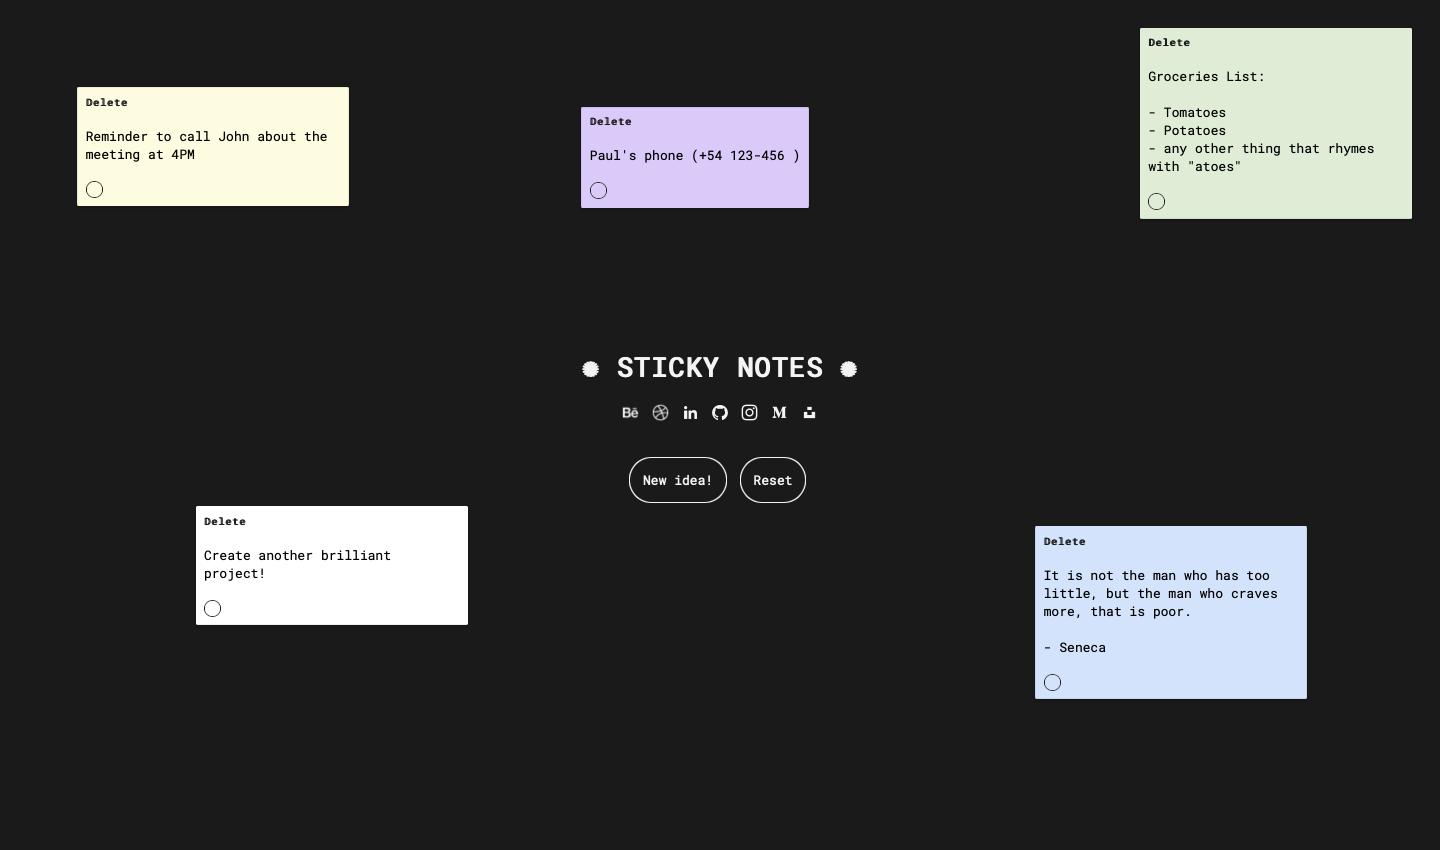 Delete
Reminder to call John about the
meeting at 4PM
Delete
Paul's phone (+54 123-456 )
Delete
Groceries List:
- Tomatoes
- Potatoes
- any other thing that rhymes
with "atoes"
STICKY NOTES
Bē
in
M
New idea!
Reset
Delete
Create another brilliant
project!
Delete
It is not the man who has too
little, but the man who craves
more, that is poor.
- Seneca